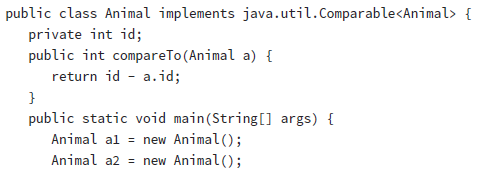 public class Animal implements java.util.Comparable<Animal> {
    private int id;
    public int compareTo(Animal a) {
        return id - a.id;
    }
    public static void main(String[] args) {
        Animal a1 = new Animal();
        Animal a2 = new Animal();